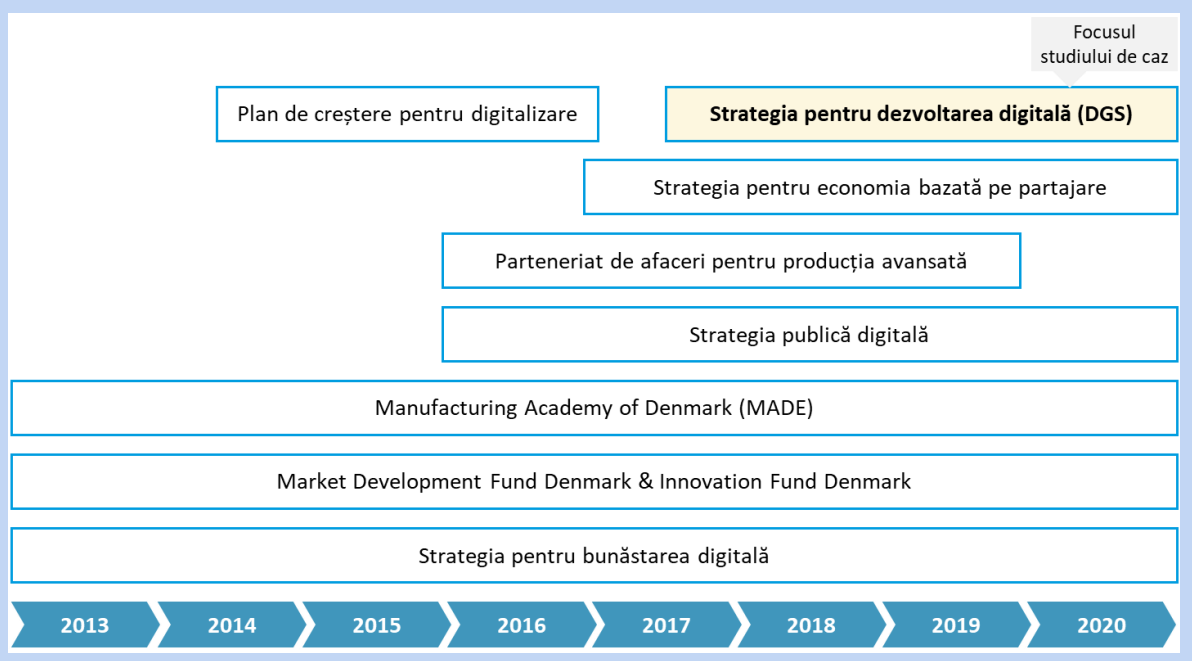 Focusul
studiului de caz
Plan de creștere pentru digitalizare
Strategia pentru dezvoltarea digitală (DGS)
Strategia pentru economia bazată pe partajare
Parteneriat de afaceri pentru producția avansată
Strategia publică digitală
Manufacturing Academy of Denmark (MADE)
Market Development Fund Denmark & Innovation Fund Denmark
Strategia pentru bunăstarea digitală
2013 2014 2015 2016 2017 2018 2019 2020